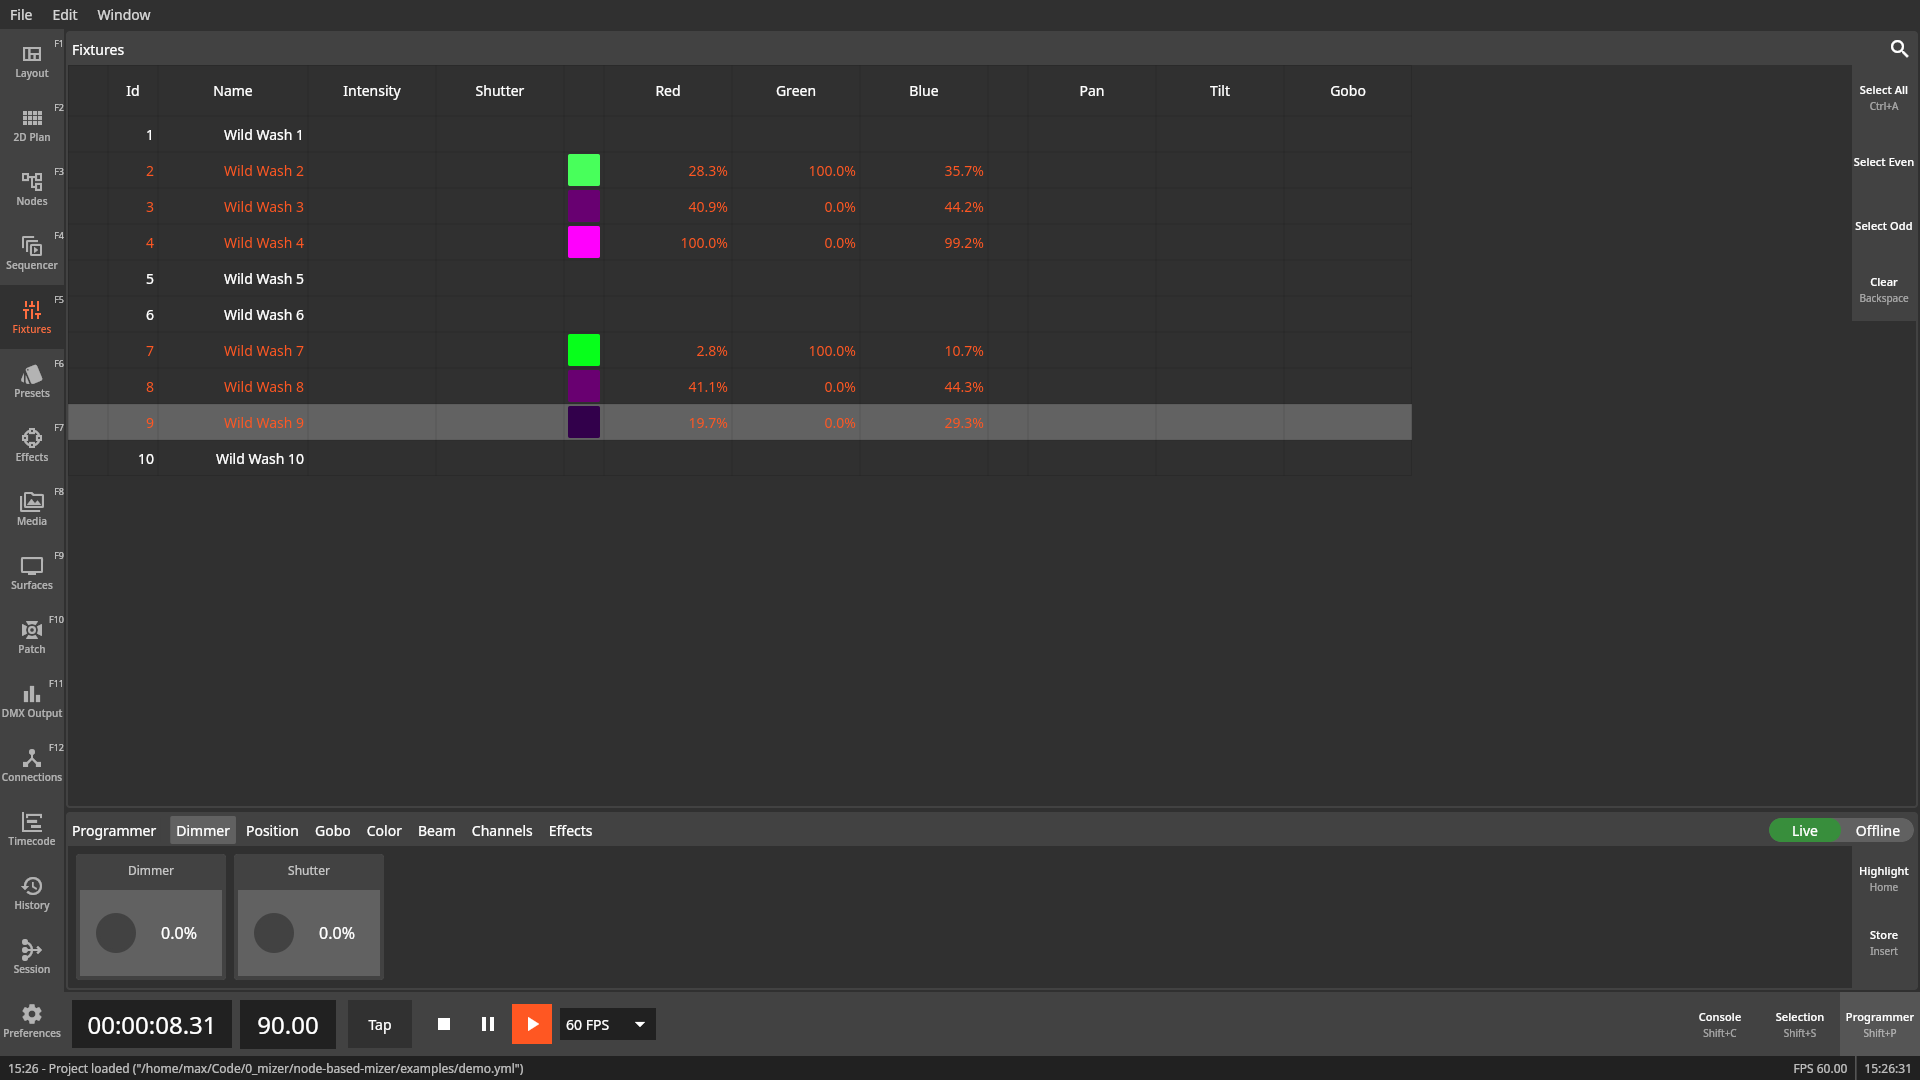 File Edit Window
F1
Layout
F2
2D Plan
F3
Nodes
F4
Sequencer
F5
Fixtures
F6
Presets
F7
Effects
F8
Media
F9
Surfaces
F10
Patch
F11
DMX Output
F12
Connections
Timecode
History
Session
Preferences
Fixtures
Id Name Intensity Shutter Red Green Blue Pan Tilt Gobo
1 Wild Wash 1
2 Wild Wash 2 28.3% 100.0% 35.7%
3 Wild Wash 3 40.9% 0.0% 44.2%
4 Wild Wash 4 100.0% 0.0% 99.2%
5 Wild Wash 5
6 Wild Wash 6
7 Wild Wash 7 2.8% 100.0% 10.7%
8 Wild Wash 8 41.1% 0.0% 44.3%
9 Wild Wash 9 19.7% 0.0% 29.3%
10 Wild Wash 10
Select All
Ctrl+A
Select Even
Select Odd
Clear
Backspace
Programmer Dimmer Position Gobo Color Beam Channels Effects Live Offline
Dimmer Shutter
0.0% 0.0%
Highlight
Home
Store
Insert
00:00:08.31 90.00 Tap 60 FPS
Console Selection Programmer
Shift+C Shift+S Shift+P
15:26 - Project loaded ("/home/max/Code/0_mizer/node-based-mizer/examples/demo.yml") FPS 60.00 15:26:31